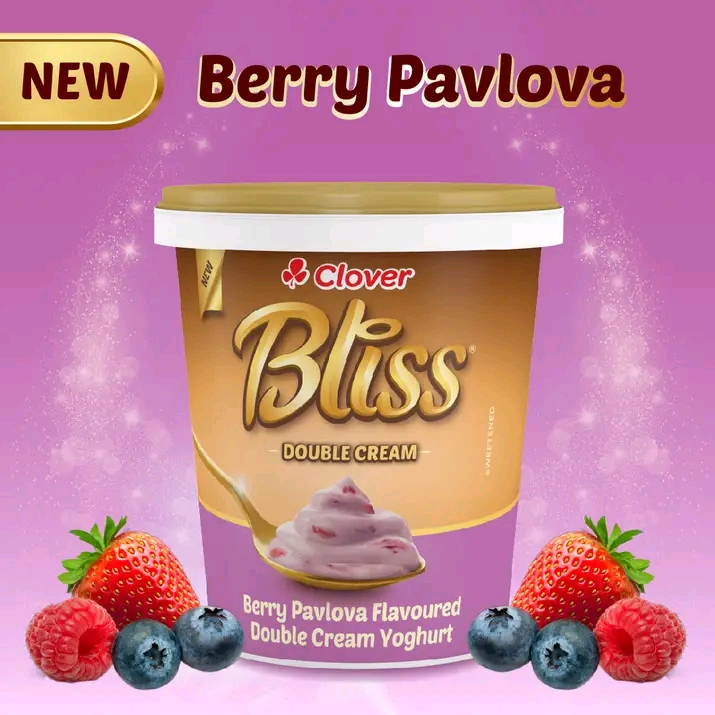 NEW
Berry Pavlova
NEW
Clover
Bliss®
DOUBLE CREAM
SWEETENED
Berry Pavlova Flavoured
Double Cream Yoghurt